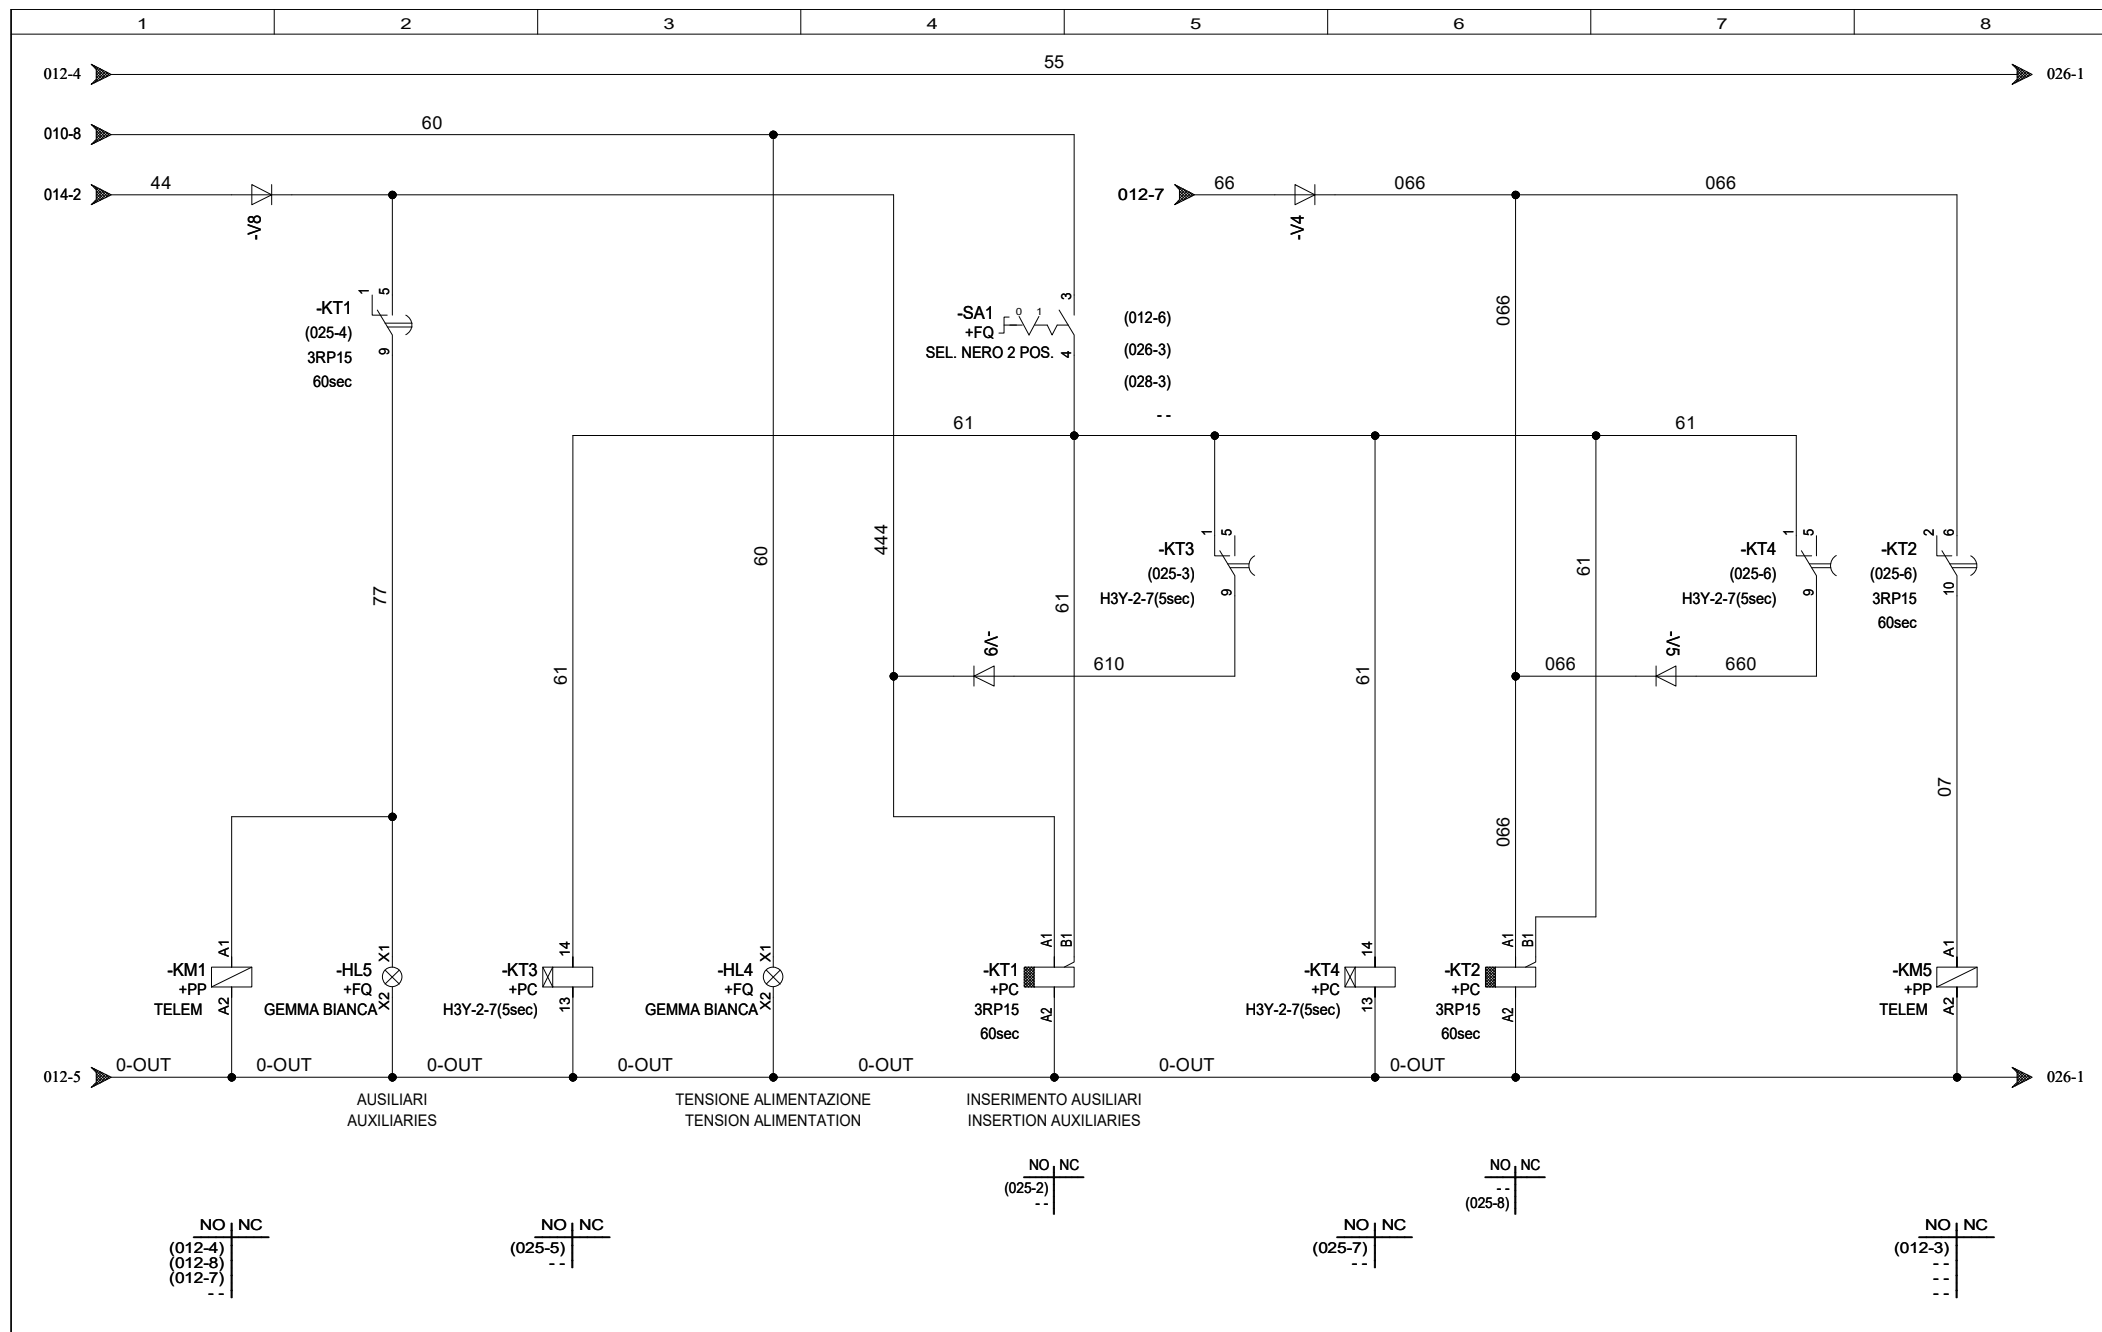 1 2 3 4 5 6 7 8
012-4 55 026-1
010-8 60
014-2 44 -V8
012-7 66 -V4 066 066
-KT1 1 5
(025-4)
3RP15 9
60sec
-SA1 0 1 3
+FQ
SEL. NERO 2 POS. 4
(012-6)
(026-3)
(028-3)
--
066
61 61
77 60 444 61 61
-KT3 1 5
(025-3)
H3Y-2-7(5sec) 9
-KT4 1 5
(025-6)
H3Y-2-7(5sec) 9
-KT2 2 6
(025-6)
3RP15 10
60sec
61 -V9 610 61 066 -V5 660
066 07
-KM1 A1
+PP
TELEM A2
-HL5 X1
+FQ
GEMMA BIANCA X2
-KT3 14
+PC
H3Y-2-7(5sec) 13
-HL4 X1
+FQ
GEMMA BIANCA X2
-KT1 A1 B1
+PC
3RP15 A2
60sec
-KT4 14
+PC
H3Y-2-7(5sec) 13
-KT2 A1 B1
+PC
3RP15 A2
60sec
-KM5 A1
+PP
TELEM A2
012-5 0-OUT 0-OUT 0-OUT 0-OUT 0-OUT 0-OUT 0-OUT 026-1
AUSILIARI
AUXILIARIES
TENSIONE ALIMENTAZIONE
TENSION ALIMENTATION
INSERIMENTO AUSILIARI
INSERTION AUXILIARIES
NO NC
(025-2)
--
NO NC
--
(025-8)
NO NC
(012-4)
(012-8)
(012-7)
--
NO NC
(025-5)
--
NO NC
(025-7)
--
NO NC
(012-3)
--
--
--